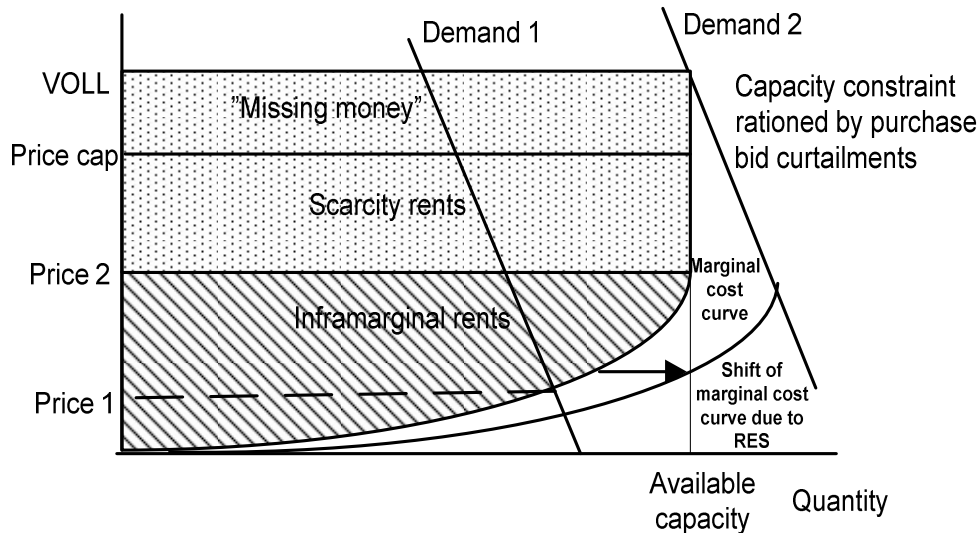 Demand 1
Demand 2
VOLL
”Missing money”
Capacity constraint
rationed by purchase
bid curtailments
Price cap
Scarcity rents
Price 2
Marginal
cost
curve
Inframarginal rents
Price 1
Shift of
marginal cost
curve due to
RES
Available
capacity
Quantity